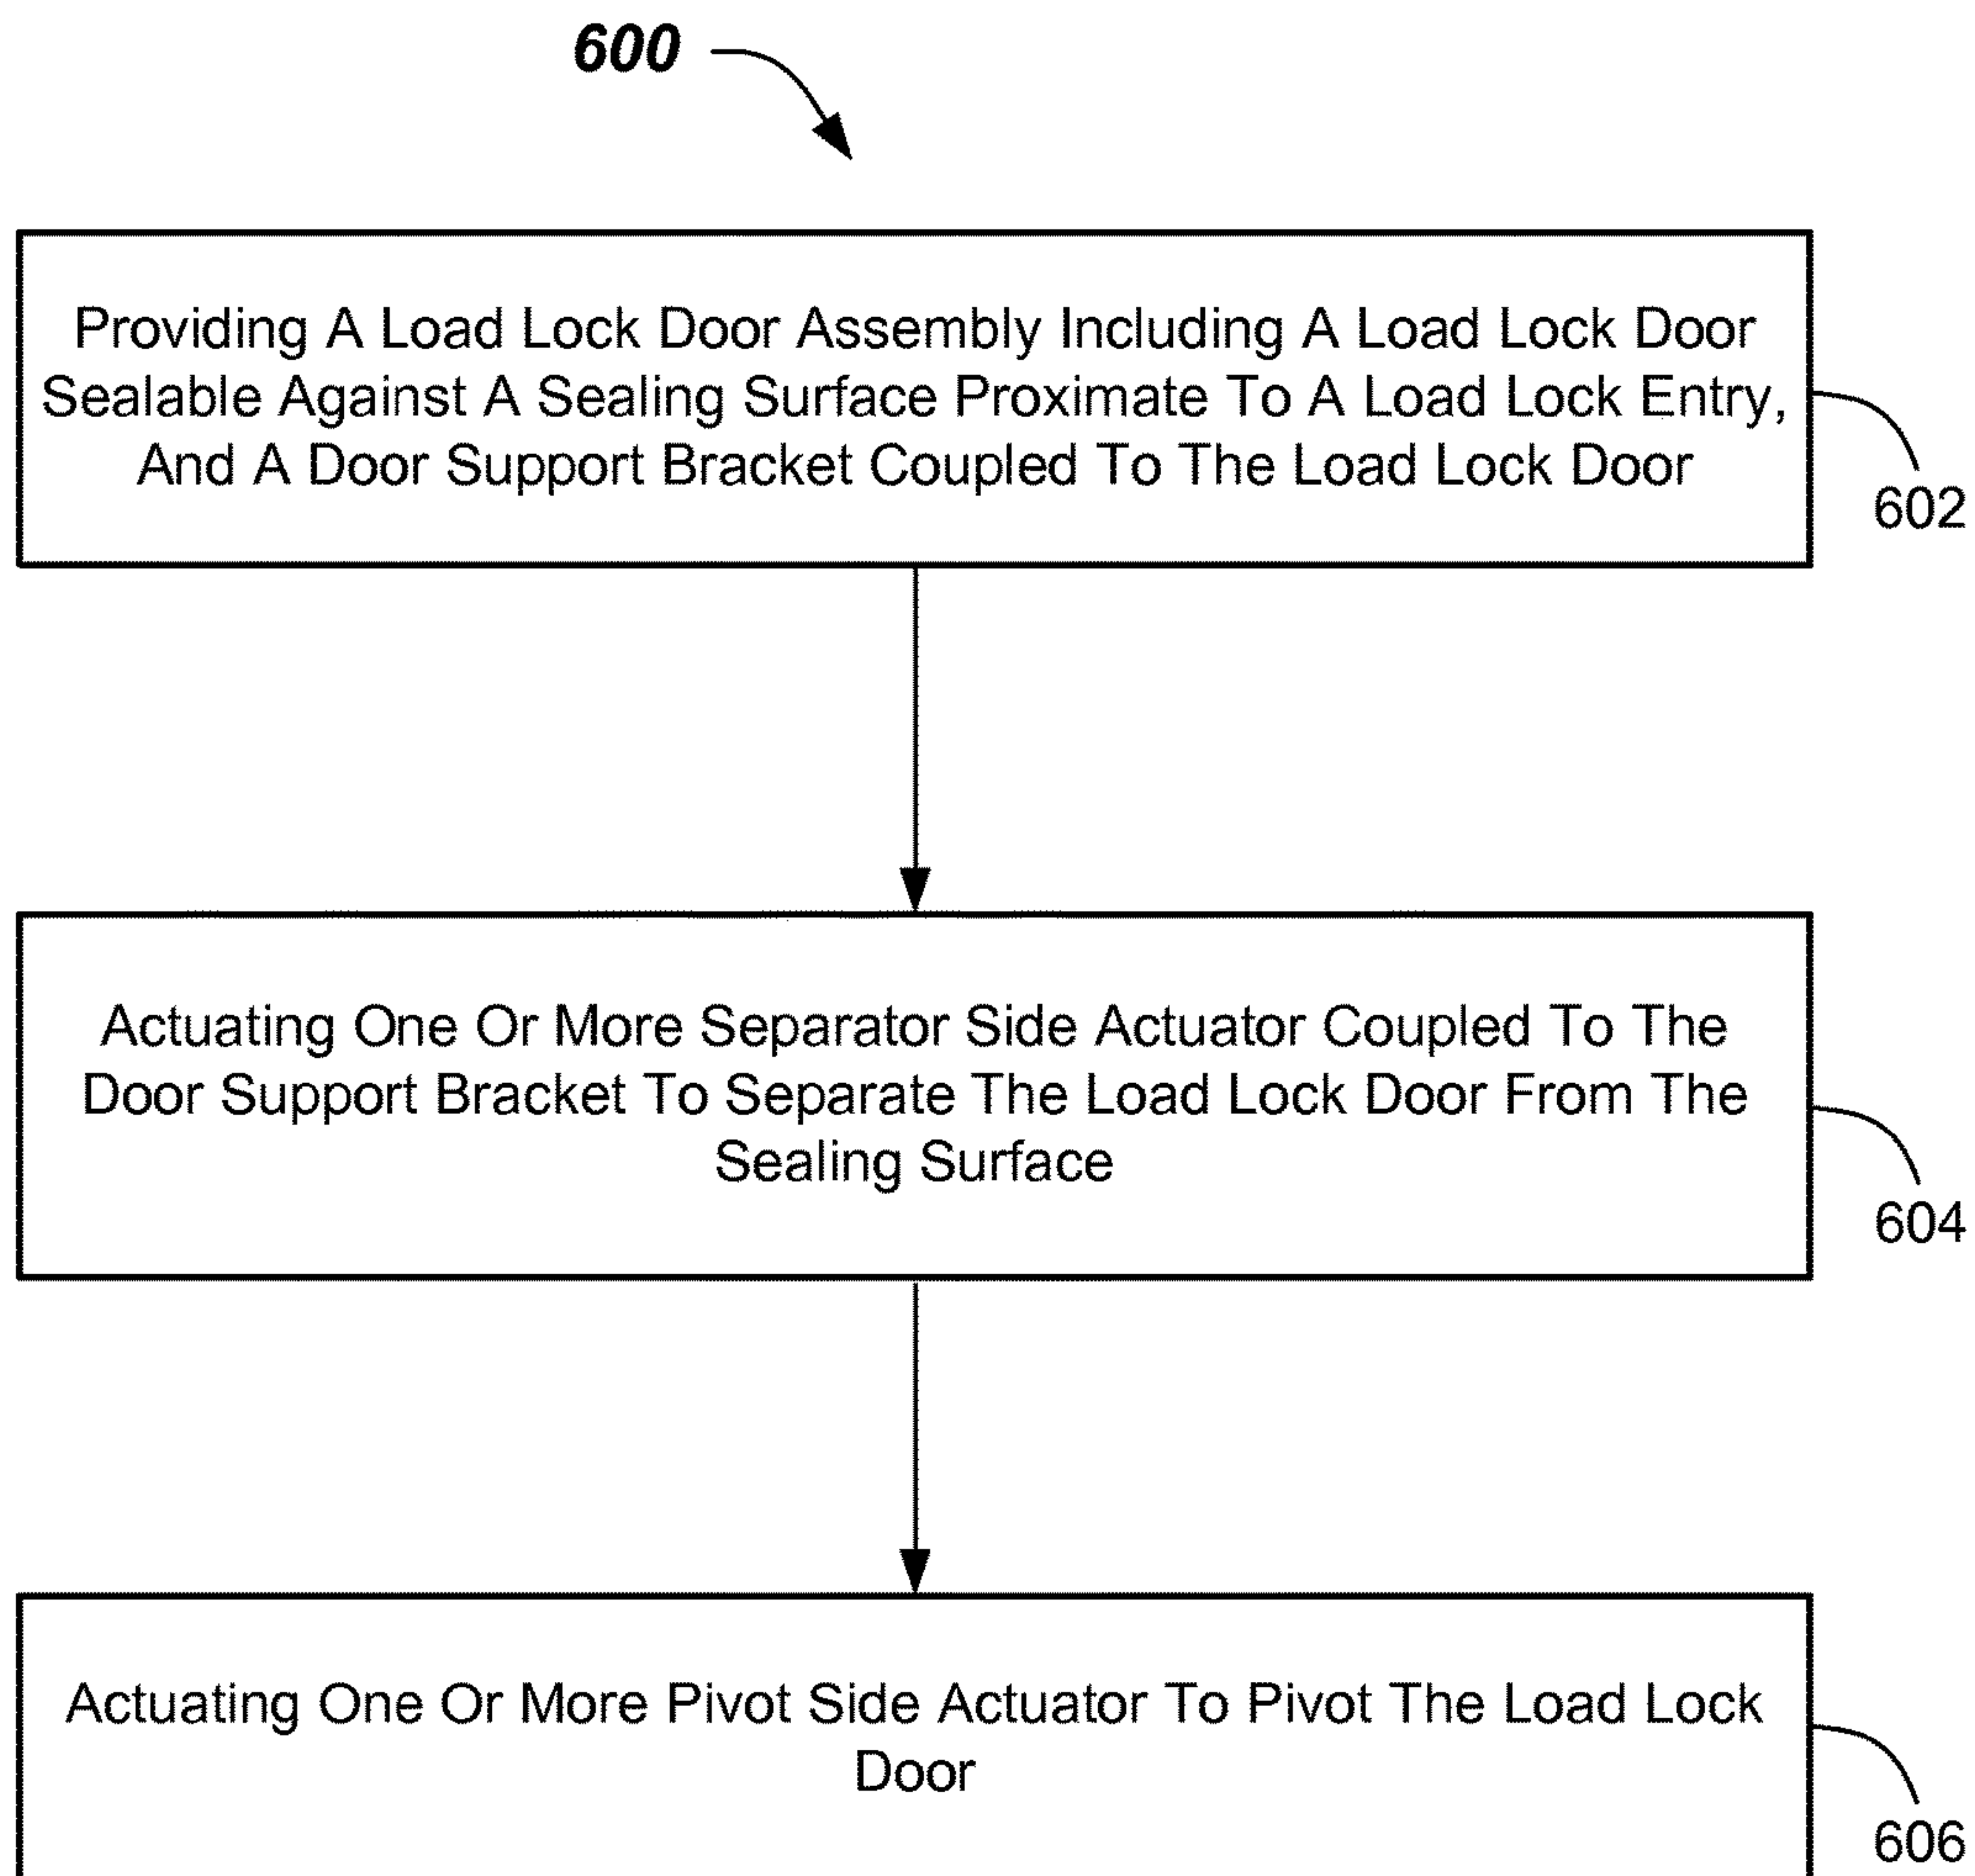 600
Providing A Load Lock Door Assembly Including A Load Lock Door
Sealable Against A Sealing Surface Proximate To A Load Lock Entry,
And A Door Support Bracket Coupled To The Load Lock Door
602
Actuating One Or More Separator Side Actuator Coupled To The
Door Support Bracket To Separate The Load Lock Door From The
Sealing Surface
604
Actuating One Or More Pivot Side Actuator To Pivot The Load Lock
Door
606